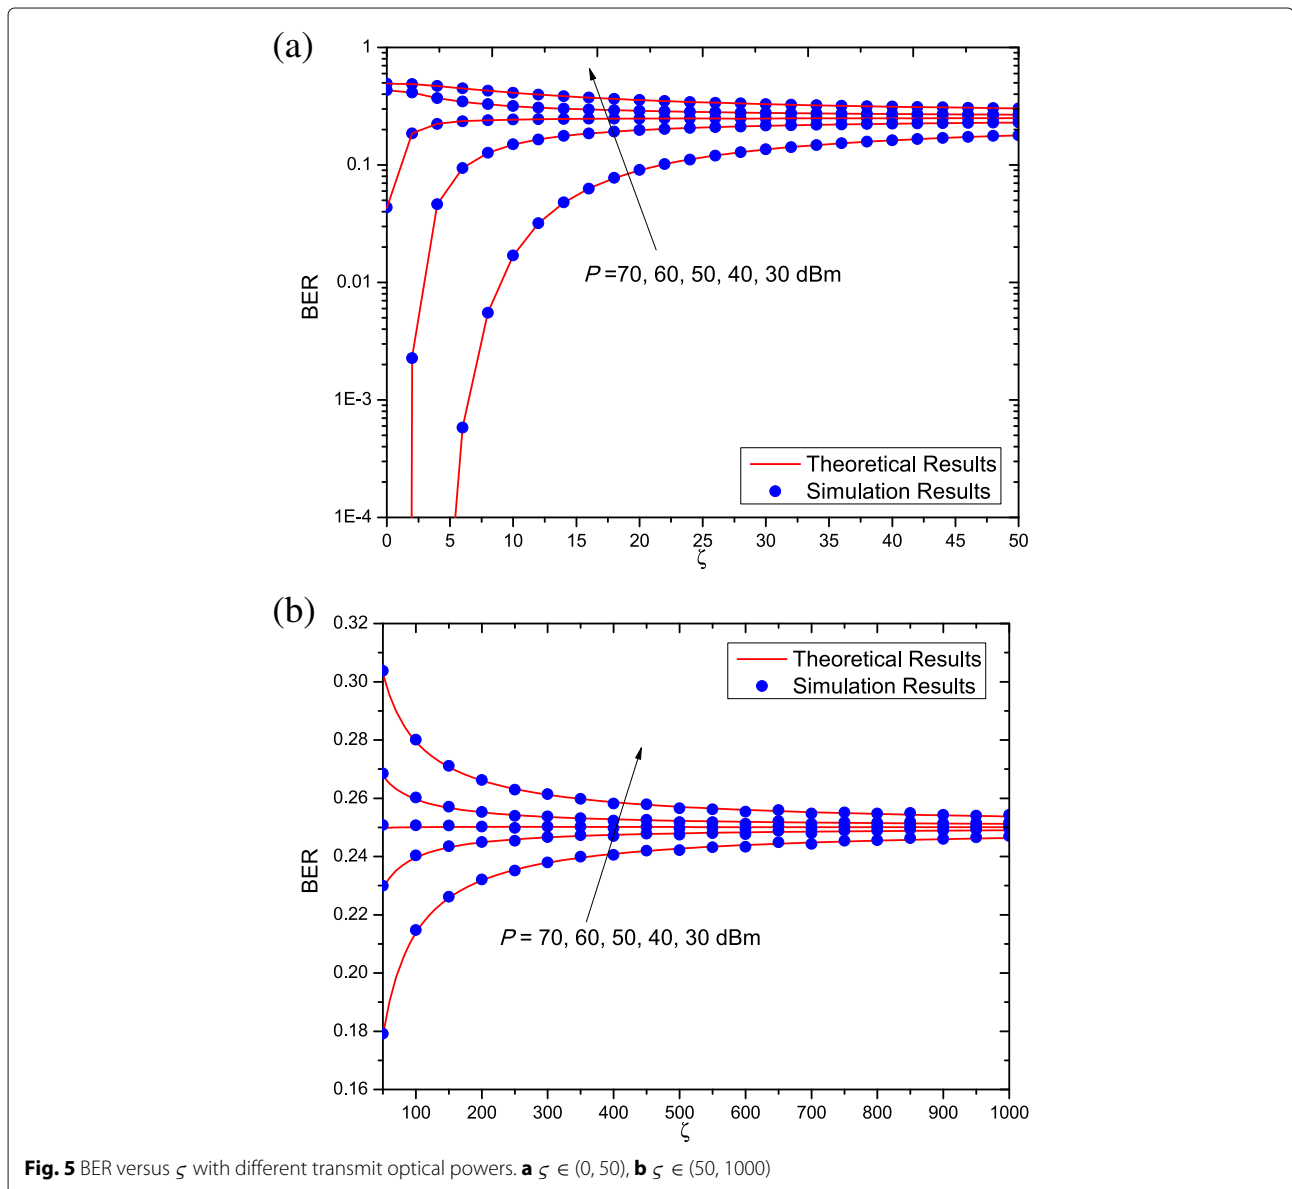 (a)
1
0.1
0.01
1E-3
1E-4
BER
P =70, 60, 50, 40, 30 dBm
Theoretical Results
Simulation Results
0 5 10 15 20 25 30 35 40 45 50
ζ
(b)
0.32
0.30
0.28
0.26
0.24
0.22
0.20
0.18
0.16
BER
Theoretical Results
Simulation Results
P = 70, 60, 50, 40, 30 dBm
100 200 300 400 500 600 700 800 900 1000
ζ
Fig. 5 BER versus ς with different transmit optical powers. a ς ∈ (0, 50), b ς ∈ (50, 1000)